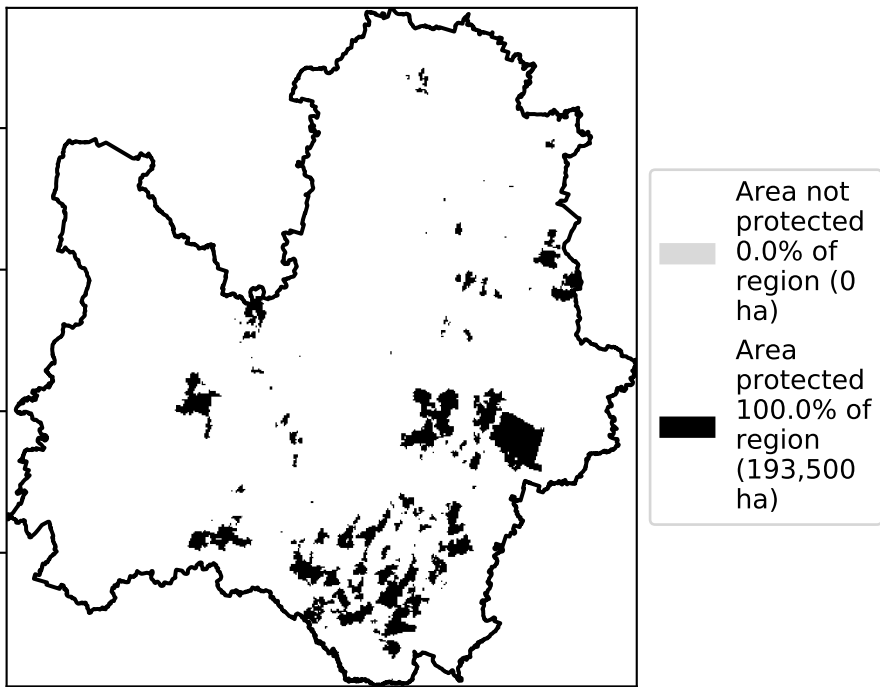 Area not
protected
0.0% of
region (0
ha)
Area
protected
100.0% of
region
(193,500
ha)